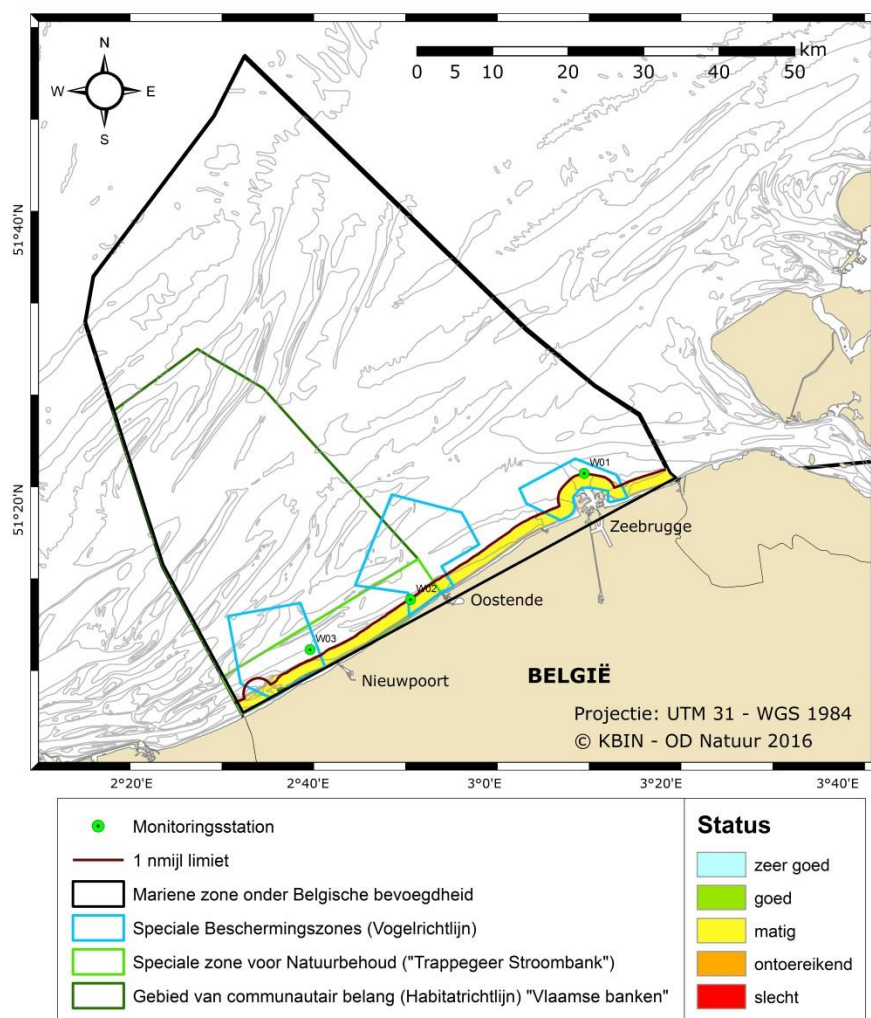 N
W E
S
km
0 5 10 20 30 40 50
51°40'N
51°20'N
W01
Zeebrugge
W02
Oostende
W03
Nieuwpoort
BELGIË
Projectie: UTM 31 - WGS 1984
© KBIN - OD Natuur 2016
2°20'E 2°40'E 3°0'E 3°20'E 3°40'E
Monitoringsstation
1 nmijl limiet
Mariene zone onder Belgische bevoegdheid
Speciale Beschermingszones (Vogelrichtlijn)
Speciale zone voor Natuurbehoud ("Trappegeer Stroombank")
Gebied van communautair belang (Habitatrichtlijn) "Vlaamse banken"
Status
zeer goed
goed
matig
ontoereikend
slecht